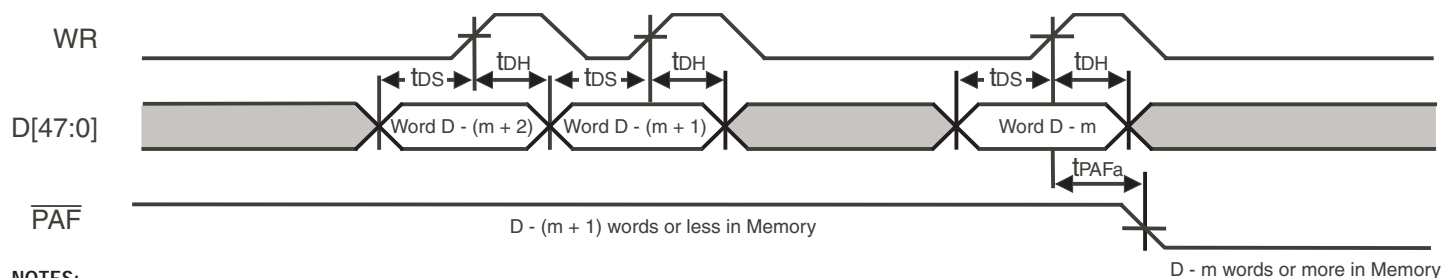 WR
tDS tDH tDS tDH tDS tDH
D[47:0] Word D - (m + 2) Word D - (m + 1) Word D - m
tPAFa
PAF
D - (m + 1) words or less in Memory
D - m words or more in Memory
NOTES: